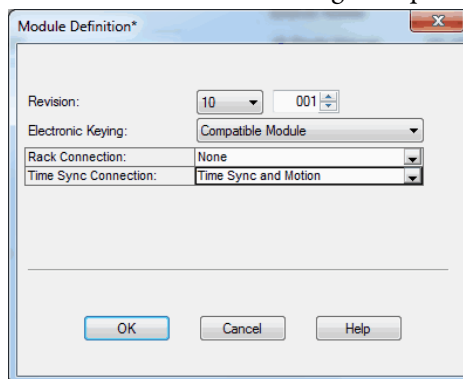 Module Definition*
Revision: 10 001
Electronic Keying: Compatible Module
Rack Connection: None
Time Sync Connection: Time Sync and Motion
OK Cancel Help